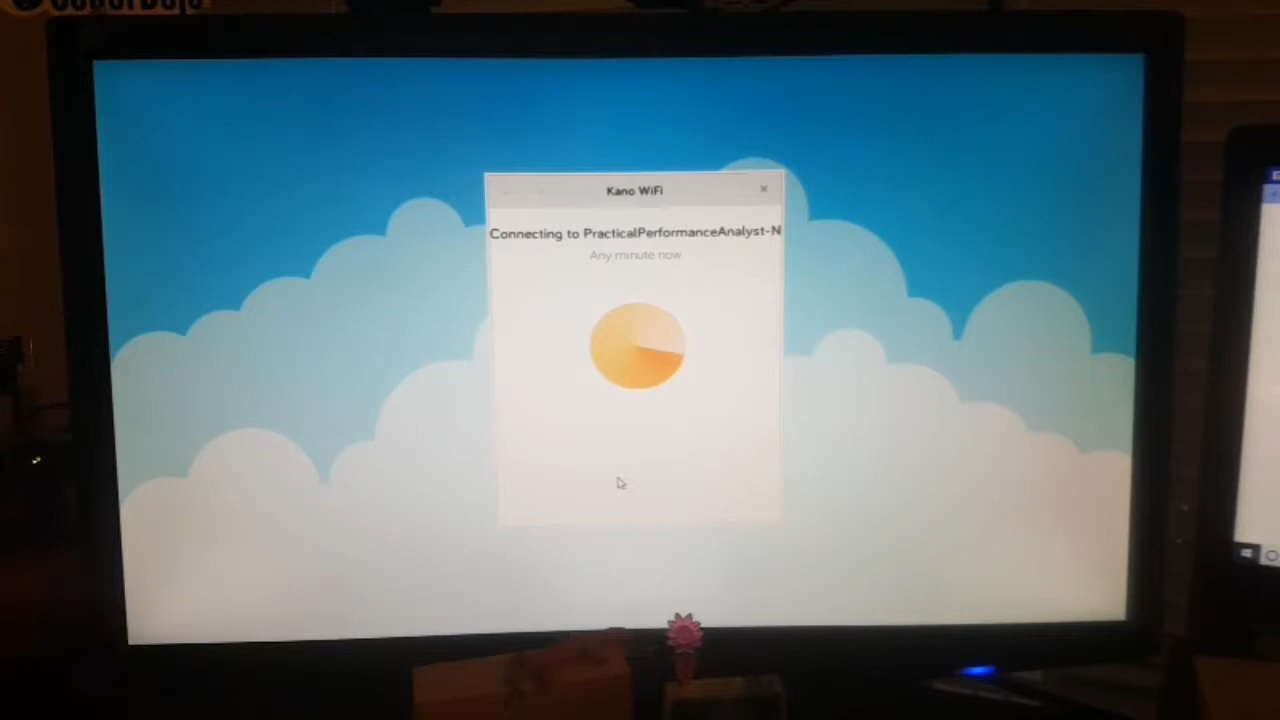 Kano WiFi
Connecting to PracticalPerformanceAnalyst-N
Any minute now